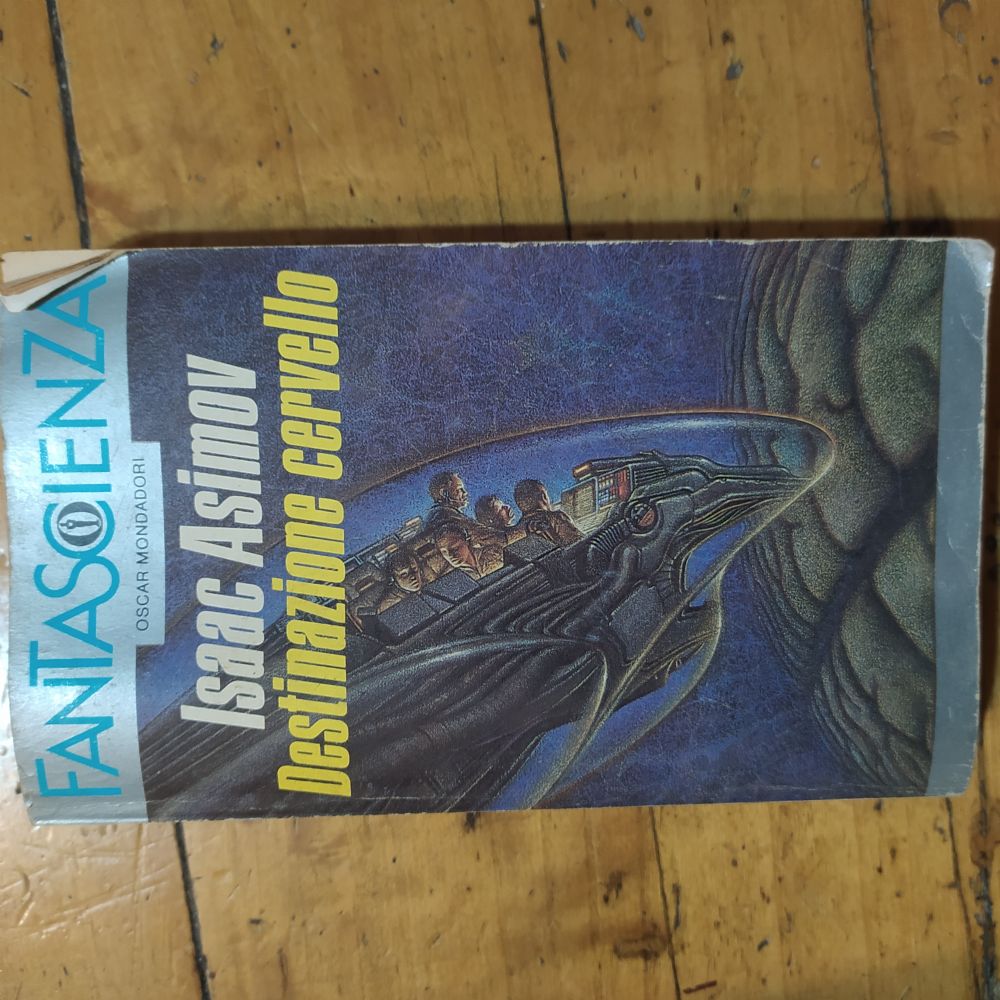 FANTASCIENZA
OSCAR MONDADORI
Isaac Asimov
Destinazione cervello